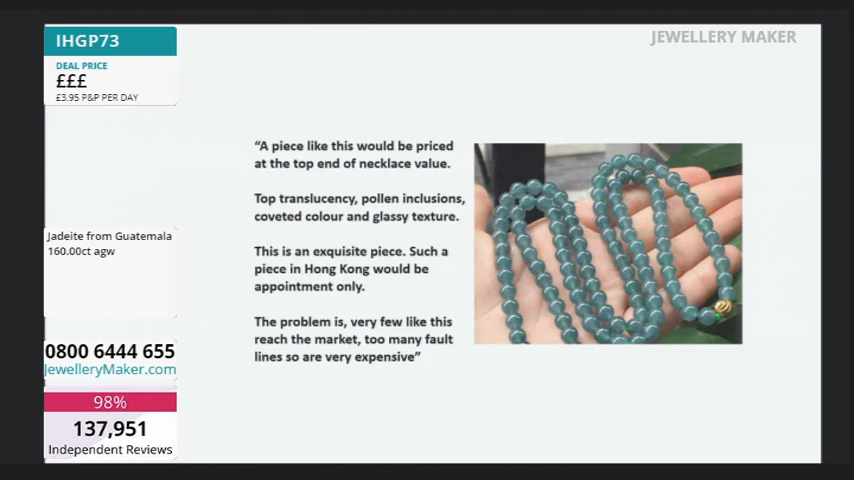 IHGP73
DEAL PRICE
£££
£3.95 P&P PER DAY
Jadeite from Guatemala
160.00ct agw
0800 6444 655
JewelleryMaker.com
98%
137,951
Independent Reviews
JEWELLERY MAKER
“A piece like this would be priced
at the top end of necklace value.
Top translucency, pollen inclusions,
coveted colour and glassy texture.
This is an exquisite piece. Such a
piece in Hong Kong would be
appointment only.
The problem is, very few like this
reach the market, too many fault
lines so are very expensive”